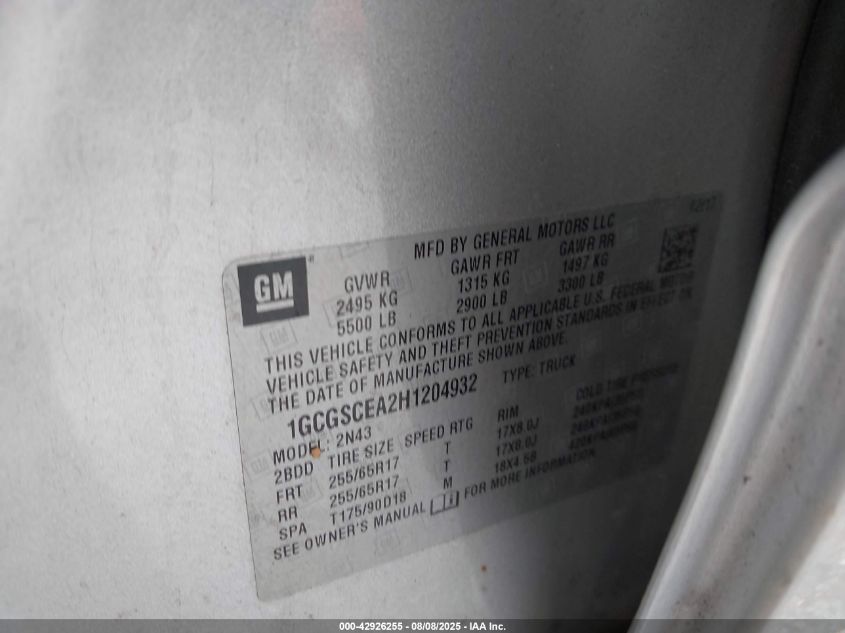 MFD BY GENERAL MOTORS LLC
GM ®
GVWR GAWR FRT GAWR RR
2495 KG 1315 KG 1497 KG
5500 LB 2900 LB 3300 LB
THIS VEHICLE CONFORMS TO ALL APPLICABLE U.S. FEDERAL MOTOR
VEHICLE SAFETY AND THEFT PREVENTION STANDARDS IN EFFECT ON
THE DATE OF MANUFACTURE SHOWN ABOVE.
1GCGSCEA2H1204932 TYPE: TRUCK
MODEL: 2N43
2BDD TIRE SIZE SPEED RTG RIM COLD TIRE PRESSURE
FRT 255/65R17 T 17X8.0J
RR 255/65R17 T 17X8.0J
SPA T175/90D18 M 18X4.5B
SEE OWNER'S MANUAL FOR MORE INFORMATION.
000-42926255 - 08/08/2025 - IAA Inc.